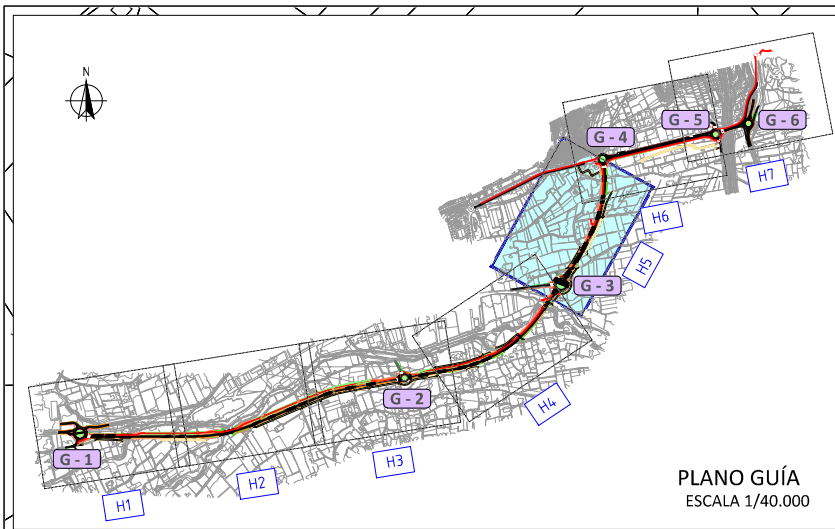 N
G - 4
G - 5
G - 6
H7
H6
H5
G - 3
G - 2
H4
G - 1
H3
H2
H1
PLANO GUÍA
ESCALA 1/40.000